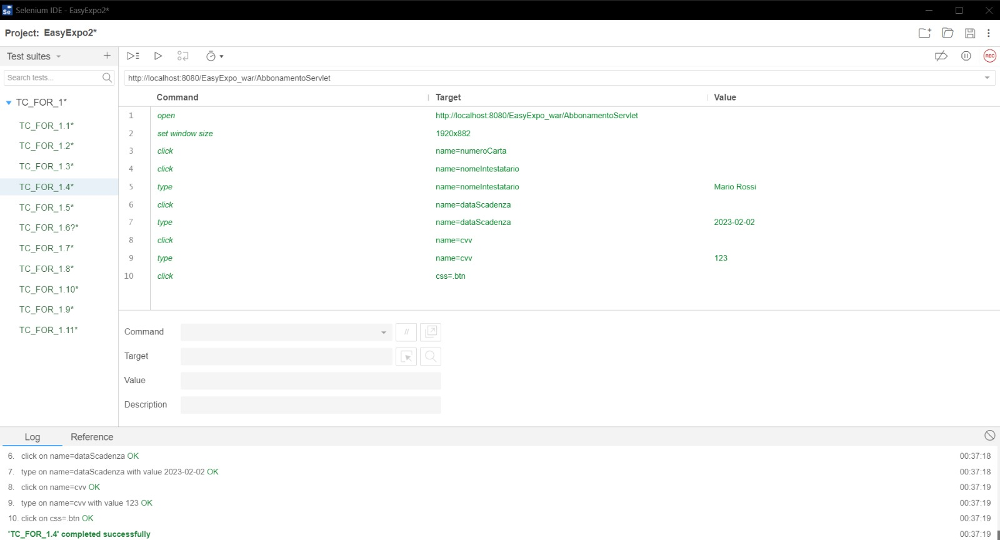 Se Selenium IDE - EasyExpo2*
Project: EasyExpo2*
Test suites
Search tests...
TC_FOR_1*
TC_FOR_1.1*
TC_FOR_1.2*
TC_FOR_1.3*
TC_FOR_1.4*
TC_FOR_1.5*
TC_FOR_1.6?*
TC_FOR_1.7*
TC_FOR_1.8*
TC_FOR_1.10*
TC_FOR_1.9*
TC_FOR_1.11*
REC
http://localhost:8080/EasyExpo_war/AbbonamentoServlet
Command Target Value
1 open http://localhost:8080/EasyExpo_war/AbbonamentoServlet
2 set window size 1920x882
3 click name=numeroCarta
4 click name=nomeIntestatario
5 type name=nomeIntestatario Mario Rossi
6 click name=dataScadenza
7 type name=dataScadenza 2023-02-02
8 click name=cvv
9 type name=cvv 123
10 click css=.btn
Command //
Target
Value
Description
Log Reference
6. click on name=dataScadenza OK 00:37:18
7. type on name=dataScadenza with value 2023-02-02 OK 00:37:18
8. click on name=cvv OK 00:37:19
9. type on name=cvv with value 123 OK 00:37:19
10. click on css=.btn OK 00:37:19
'TC_FOR_1.4' completed successfully 00:37:19